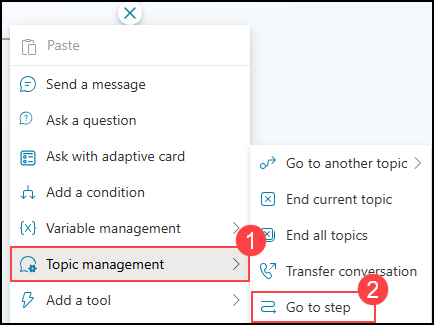 Paste
Send a message
Ask a question
Ask with adaptive card
Add a condition
Variable management
1
Topic management
Add a tool
Go to another topic
End current topic
End all topics
Transfer conversation
2
Go to step